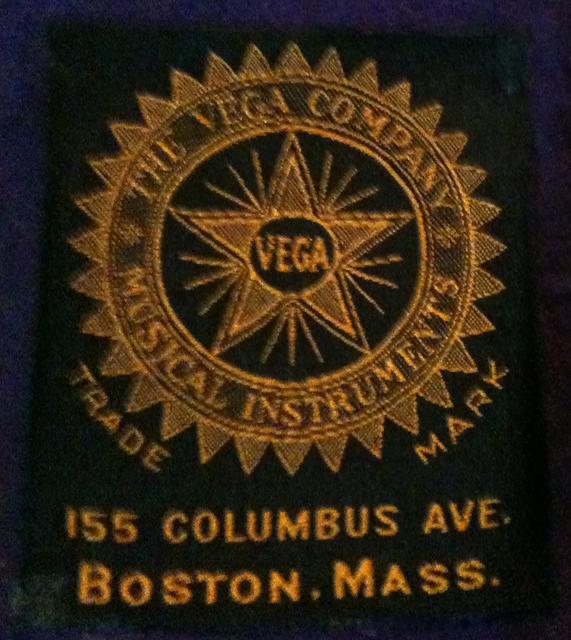 THE VEGA COMPANY
VEGA
MUSICAL INSTRUMENTS
TRADE MARK
155 COLUMBUS AVE.
BOSTON. MASS.